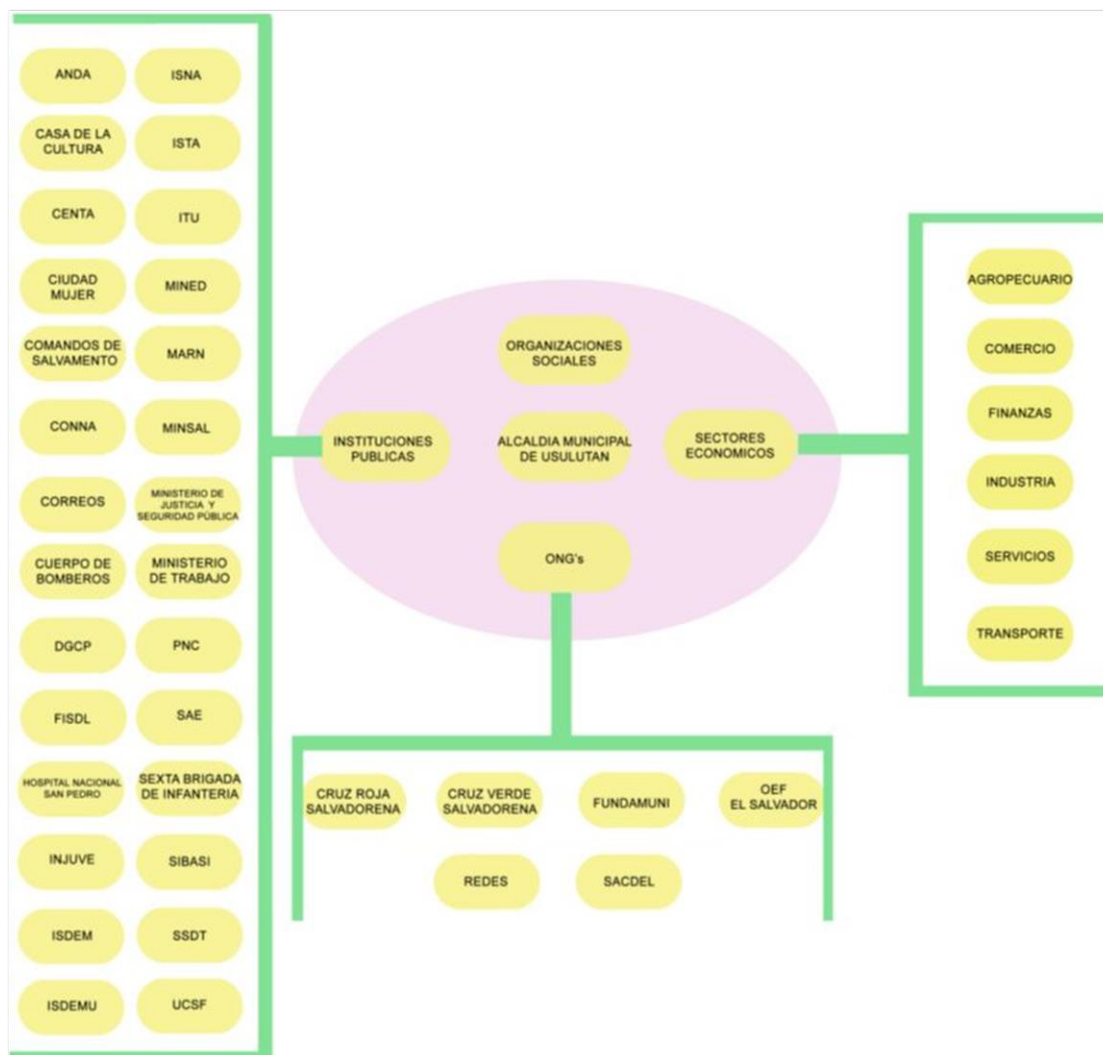 ANDA
ISNA
CASA DE LA
CULTURA
ISTA
CENTA
ITU
CIUDAD
MUJER
MINED
COMANDOS DE
SALVAMENTO
MARN
CONNA
MINSAL
CORREOS
MINISTERIO DE
JUSTICIA Y
SEGURIDAD PÚBLICA
CUERPO DE
BOMBEROS
MINISTERIO
DE TRABAJO
DGCP
PNC
FISDL
SAE
HOSPITAL NACIONAL
SAN PEDRO
SEXTA BRIGADA
DE INFANTERIA
INJUVE
SIBASI
ISDEM
SSDT
ISDEMU
UCSF
ORGANIZACIONES
SOCIALES
INSTITUCIONES
PUBLICAS
ALCALDIA MUNICIPAL
DE USULUTAN
SECTORES
ECONOMICOS
ONG's
CRUZ ROJA
SALVADORENA
CRUZ VERDE
SALVADORENA
FUNDAMUNI
OEF
EL SALVADOR
REDES
SACDEL
AGROPECUARIO
COMERCIO
FINANZAS
INDUSTRIA
SERVICIOS
TRANSPORTE